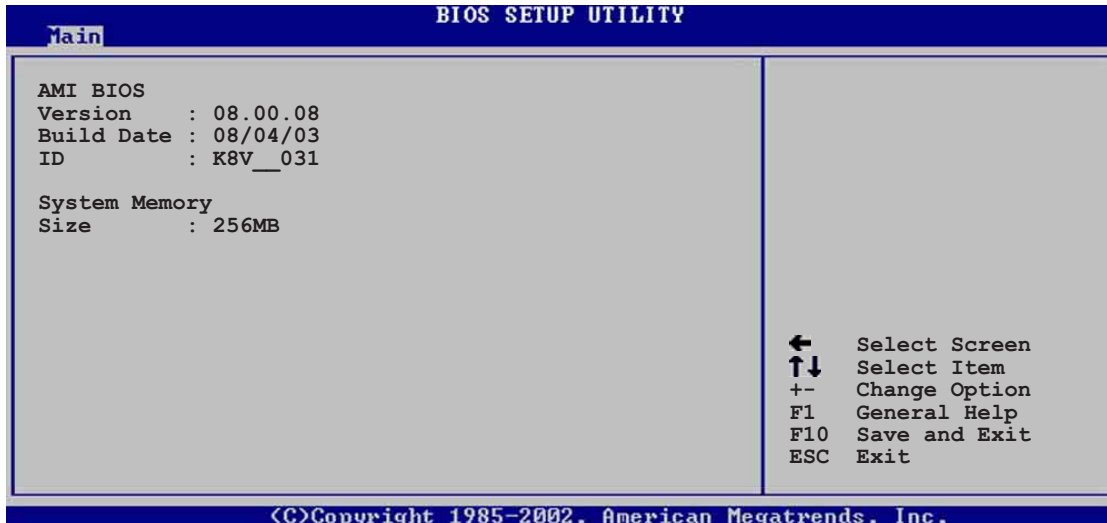 BIOS SETUP UTILITY
Main
AMI BIOS
Version : 08.00.08
Build Date : 08/04/03
ID : K8V__031
System Memory
Size : 256MB
← Select Screen
↑↓ Select Item
+- Change Option
F1 General Help
F10 Save and Exit
ESC Exit
(C)Copyright 1985-2002, American Megatrends, Inc.